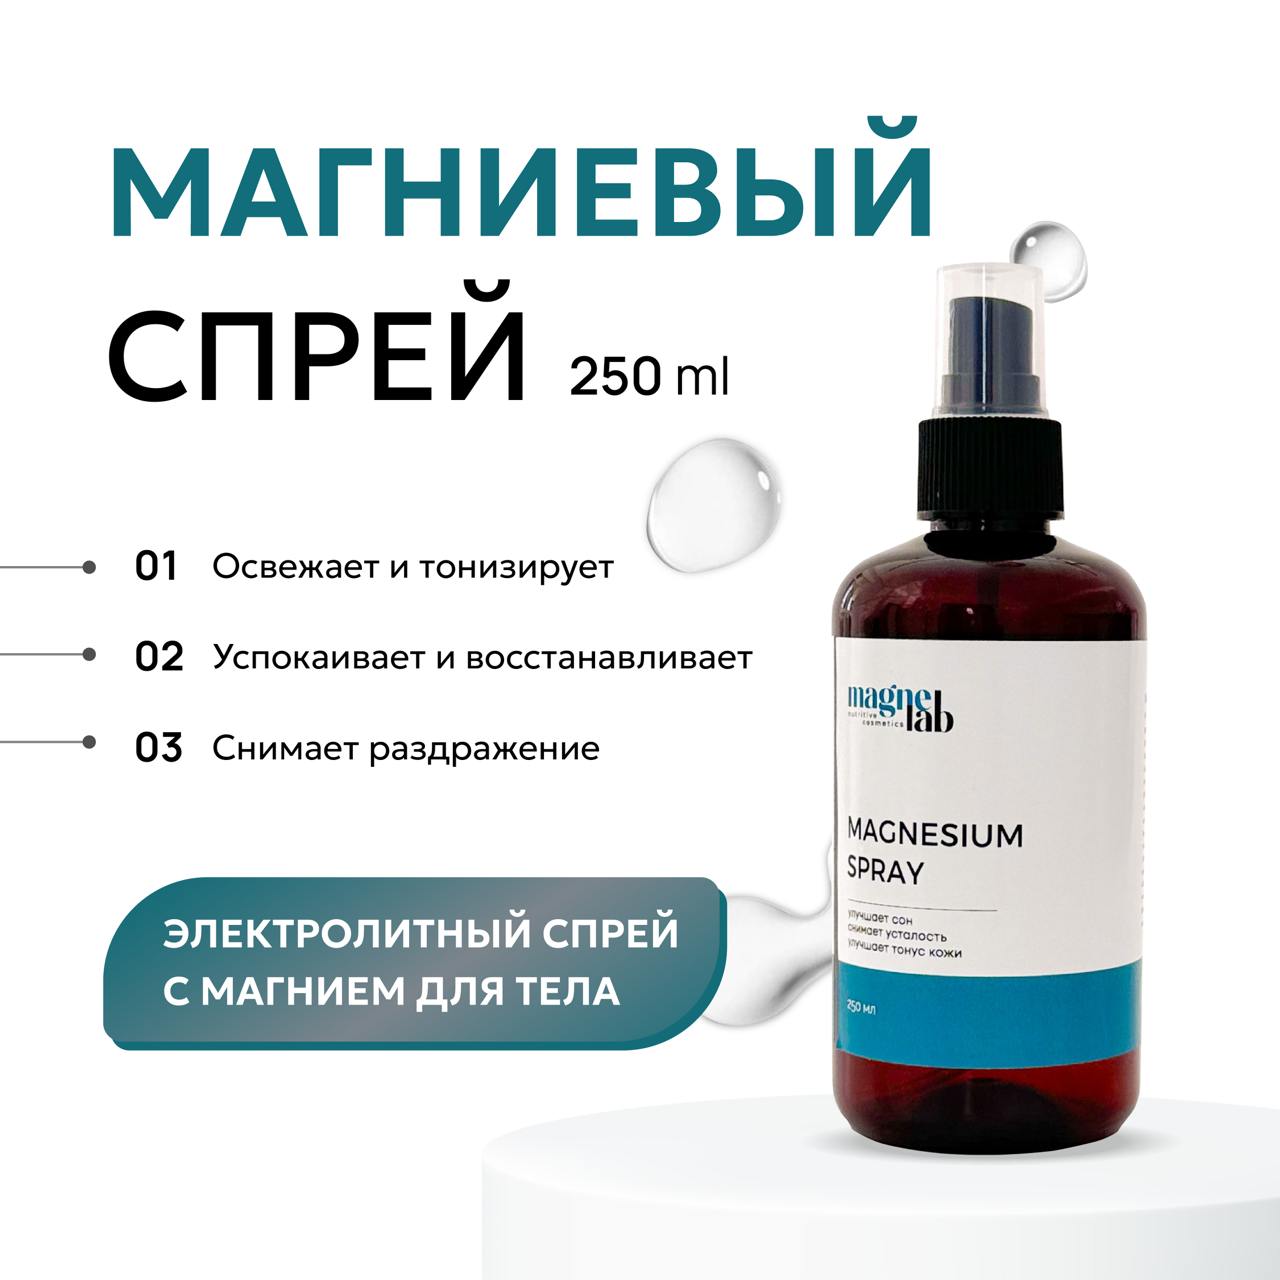 МАГНИЕВЫЙ
СПРЕЙ 250 ml
01 Освежает и тонизирует
02 Успокаивает и восстанавливает
03 Снимает раздражение
ЭЛЕКТРОЛИТНЫЙ СПРЕЙ
С МАГНИЕМ ДЛЯ ТЕЛА
magne
lab
nutritive
cosmetics
MAGNESIUM
SPRAY
улучшает сон
снимает усталость
улучшает тонус кожи
250 мл